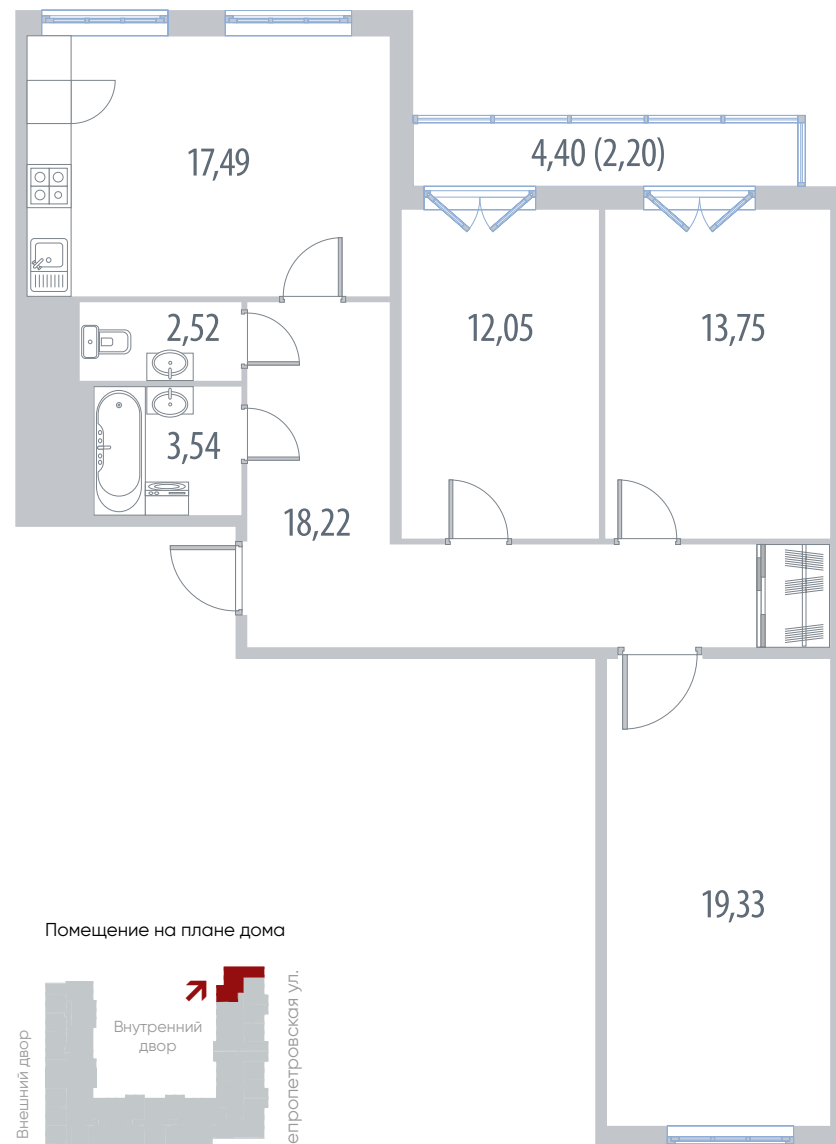 4,40 (2,20)
17,49
2,52
12,05
13,75
3,54
18,22
19,33
Помещение на плане дома
Внутренний
двор
Внешний двор
епропетровская ул.